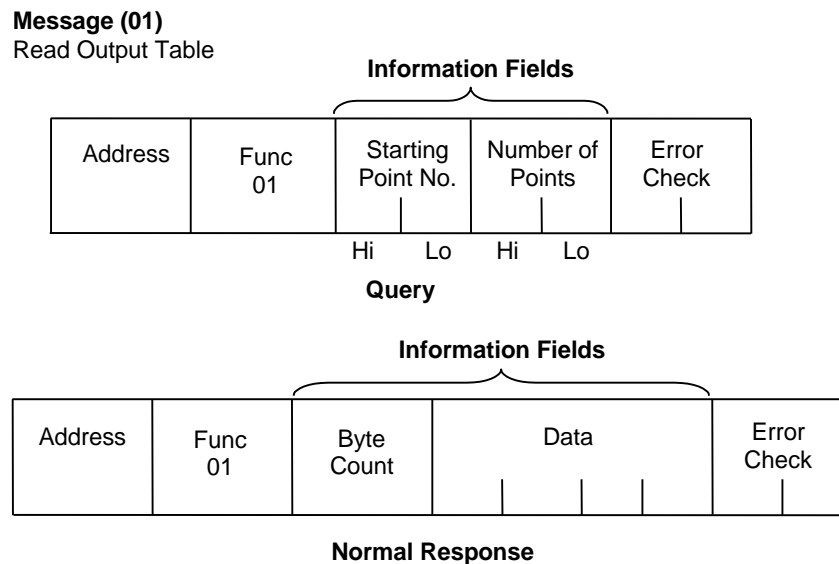 Message (01)
Read Output Table
Information Fields
Address
Func
01
Starting
Point No.
Number of
Points
Error
Check
Hi Lo Hi Lo
Query
Information Fields
Address
Func
01
Byte
Count
Data
Error
Check
Normal Response